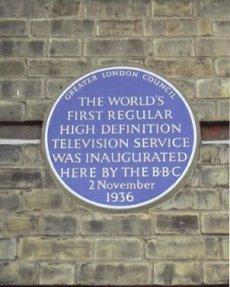 GREATER LONDON COUNCIL
THE WORLD'S
FIRST REGULAR
HIGH DEFINITION
TELEVISION SERVICE
WAS INAUGURATED
HERE BY THE BBC
2 November
1936